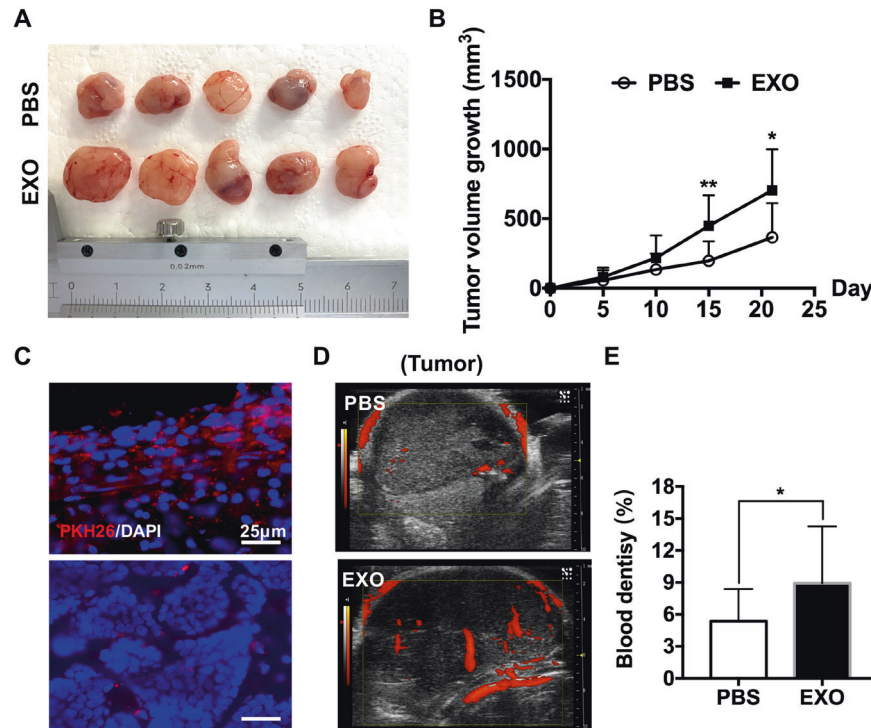 A
PBS
EXO
0.02mm
0 1 2 3 4 5 6 7
B
Tumor volume growth (mm³)
1500
1000
500
0
PBS EXO
**
*
0 5 10 15 20 25 Day
C
PKH26/DAPI
25μm
D
(Tumor)
PBS
EXO
E
Blood dentisy (%)
18
15
12
9
6
3
0
*
PBS EXO